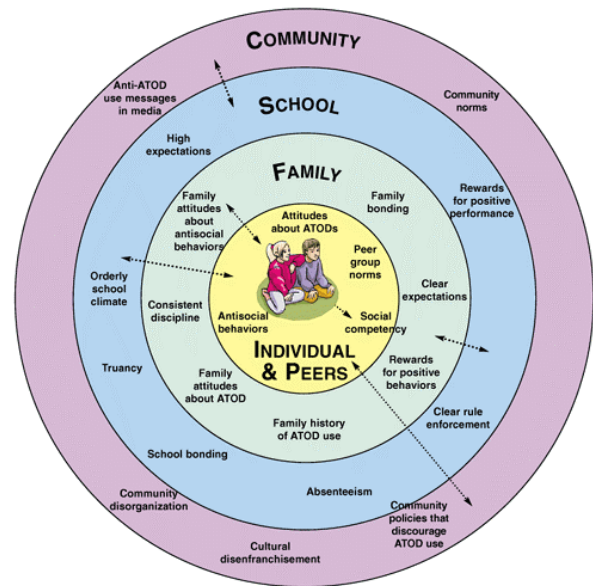 COMMUNITY
Anti-ATOD
use messages
in media
Community
norms
SCHOOL
High
expectations
Rewards
for positive
performance
FAMILY
Family
attitudes
about
antisocial
behaviors
Family
bonding
Attitudes
about ATODs
Peer
group
norms
Orderly
school
climate
Consistent
discipline
Clear
expectations
Antisocial
behaviors
Social
competency
INDIVIDUAL
& PEERS
Truancy
Family
attitudes
about ATOD
Rewards
for positive
behaviors
Family history
of ATOD use
Clear rule
enforcement
School bonding
Absenteeism
Community
disorganization
Community
policies that
discourage
ATOD use
Cultural
disenfranchisement